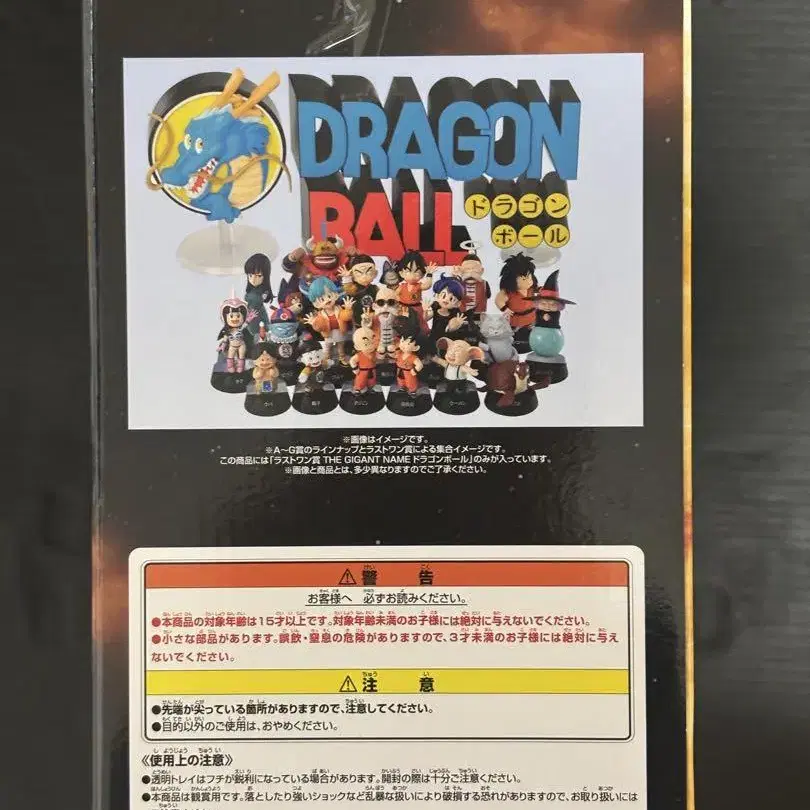 DRAGON
BALL ドラゴン
ボール
※画像はイメージです。
※A～G賞のラインナップとラストワン賞による集合イメージです。
この商品には「ラストワン賞 THE GIGANT NAME ドラゴンボール」のみが入っています。
※画像と商品とは、多少異なりますのでご了承ください。
⚠警 告
お客様へ 必ずお読みください。
●本商品の対象年齢は15才以上です。対象年齢未満のお子様には絶対に与えないでください。
●小さな部品があります。誤飲・窒息の危険がありますので、3才未満のお子様には絶対に与え
ないでください。
⚠注 意
●先端が尖っている箇所がありますので、注意してください。
●目的以外のご使用は、おやめください。
《使用上の注意》
●透明トレイはフチが鋭利になっている場合があります。開封の際は十分ご注意ください。
●本商品は観賞用です。落としたり強いショックなど乱暴な扱いにより破損する恐れがありますので、お取り扱いには